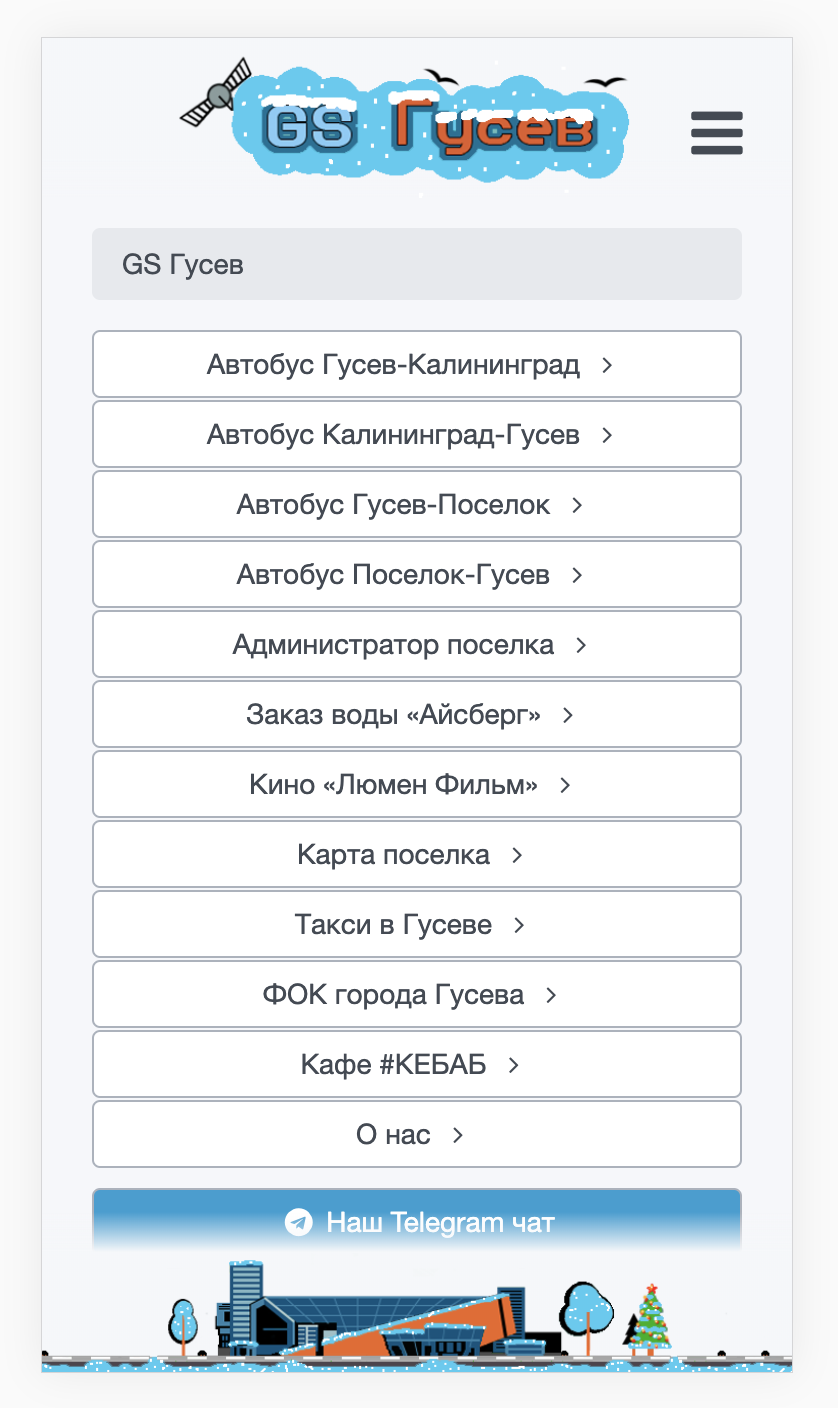 GS Гусев
GS Гусев
Автобус Гусев-Калининград
Автобус Калининград-Гусев
Автобус Гусев-Поселок
Автобус Поселок-Гусев
Администратор поселка
Заказ воды «Айсберг»
Кино «Люмен Фильм»
Карта поселка
Такси в Гусеве
ФОК города Гусева
Кафе #КЕБАБ
О нас
Наш Telegram чат